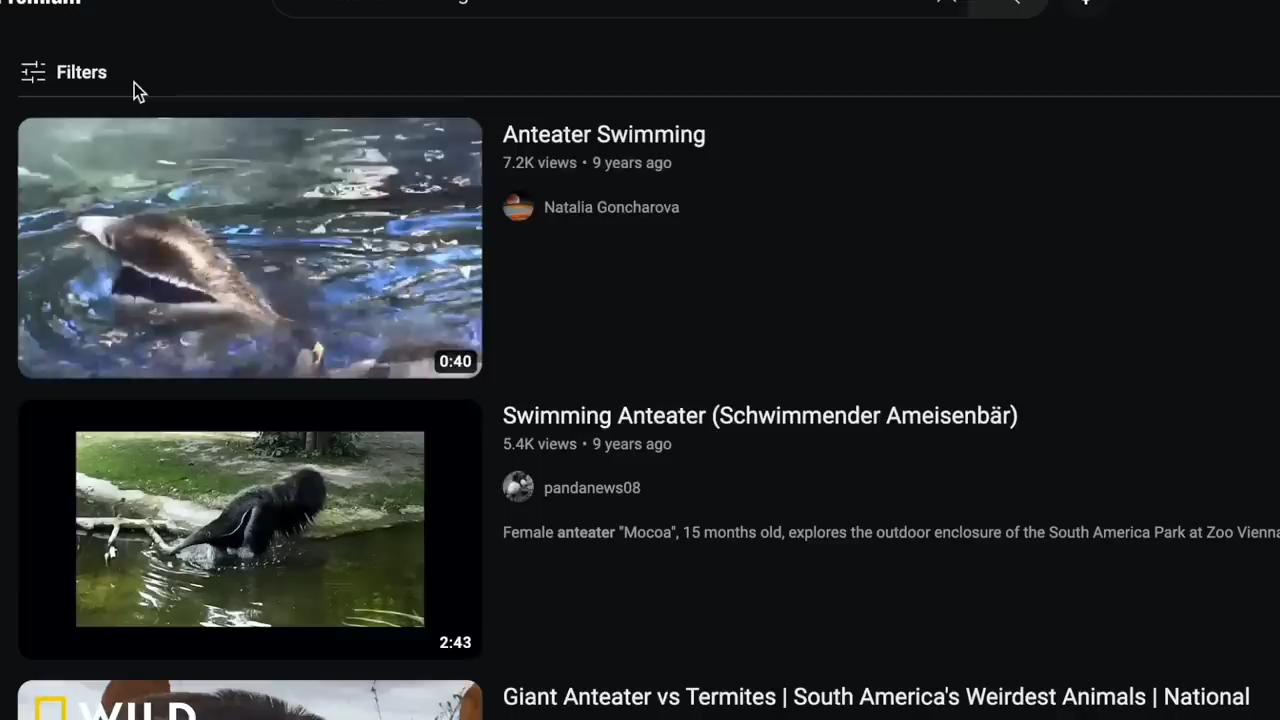 Premium
Filters
Anteater Swimming
7.2K views • 9 years ago
Natalia Goncharova
0:40
Swimming Anteater (Schwimmender Ameisenbär)
5.4K views • 9 years ago
pandanews08
Female anteater "Mocoa", 15 months old, explores the outdoor enclosure of the South America Park at Zoo Vienna
2:43
Giant Anteater vs Termites | South America's Weirdest Animals | National
WILD